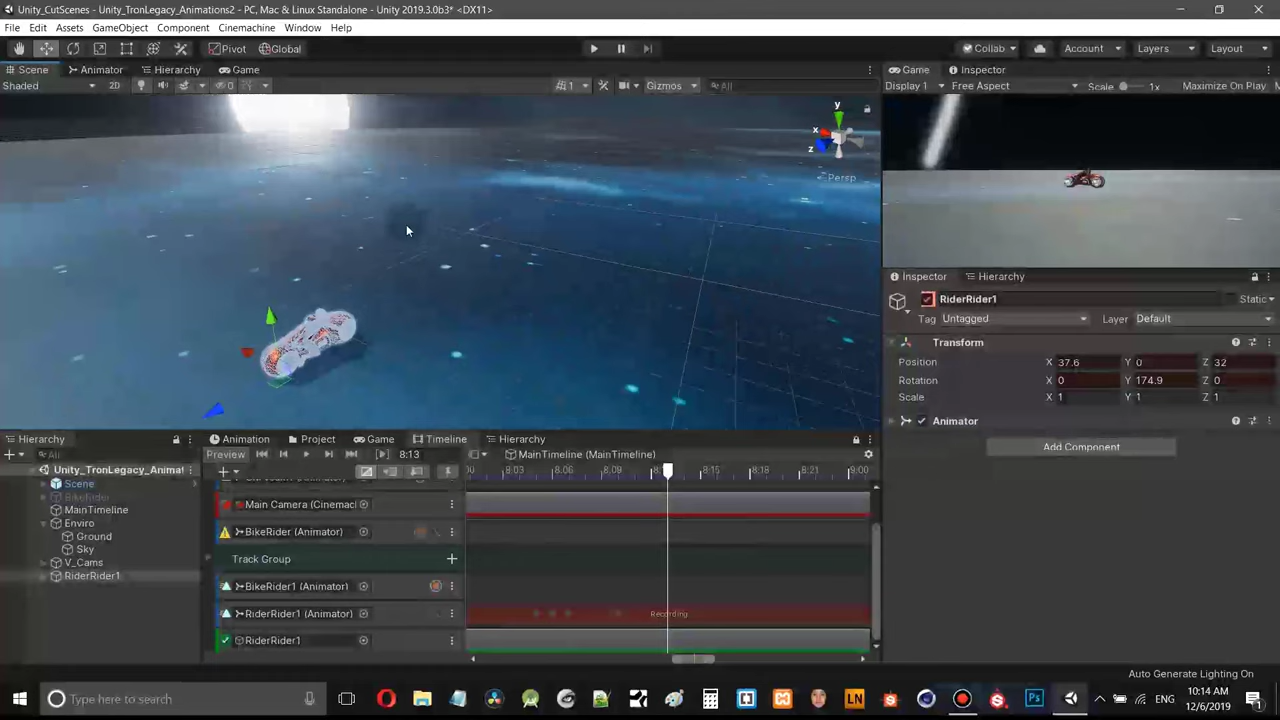 Unity_CutScenes - Unity_TronLegacy_Animations2 - PC, Mac & Linux Standalone - Unity 2019.3.0b3* <DX11>
File Edit Assets GameObject Component Cinemachine Window Help
Pivot Global Collab Account Layers Layout
Scene Animator Hierarchy Game Game Inspector
Shaded 2D 0 1 Gizmos All Display 1 Free Aspect Scale 1x Maximize On Play
y
x
z
Persp
Inspector Hierarchy
RiderRider1 Static
Tag Untagged Layer Default
Transform
Position X 37.6 Y 0 Z 32
Rotation X 0 Y 174.9 Z 0
Scale X 1 Y 1 Z 1
Animator
Add Component
Hierarchy Animation Project Game Timeline Hierarchy
All Preview 8:13 MainTimeline (MainTimeline)
Unity_TronLegacy_Animat 8:03 8:06 8:09 8:15 8:18 8:21 9:00
Scene
BikeRider
MainTimeline Main Camera (Cinemac
Enviro
Ground BikeRider (Animator)
Sky
V_Cams Track Group
RiderRider1
BikeRider1 (Animator)
RiderRider1 (Animator) Recording
RiderRider1
Auto Generate Lighting On
Type here to search LN Ps ENG 10:14 AM
12/6/2019